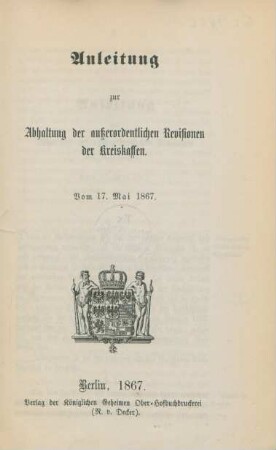 Anleitung
zur
Abhaltung der außerordentlichen Revisionen
der Kreiskassen.
Vom 17. Mai 1867.
Berlin, 1867.
Verlag der Königlichen Geheimen Ober-Hofbuchdruckerei
(R. v. Decker).